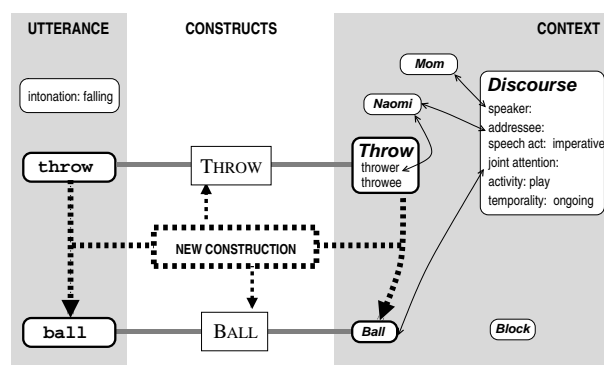 UTTERANCE
CONSTRUCTS
CONTEXT
intonation: falling
Mom
Naomi
Discourse
speaker:
addressee:
speech act: imperative
joint attention:
activity: play
temporality: ongoing
throw
THROW
Throw
thrower
throwee
NEW CONSTRUCTION
ball
BALL
Ball
Block